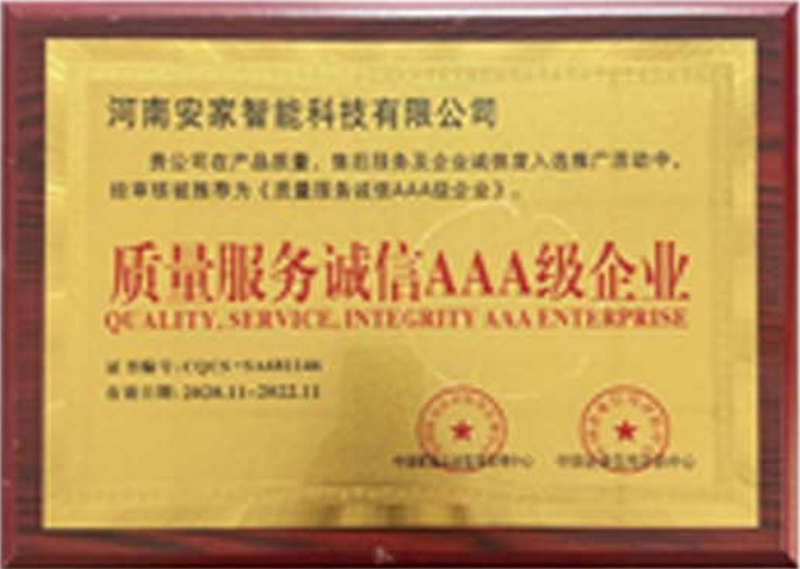 河南安家智能科技有限公司
贵公司在产品质量、售后服务及企业诚信度入选推广活动中,
经审核被推荐为《质量服务诚信AAA级企业》。
质量服务诚信AAA级企业
QUALITY, SERVICE, INTEGRITY AAA ENTERPRISE
证书编号:CQCS-SA681146
有效日期:2020.11-2022.11